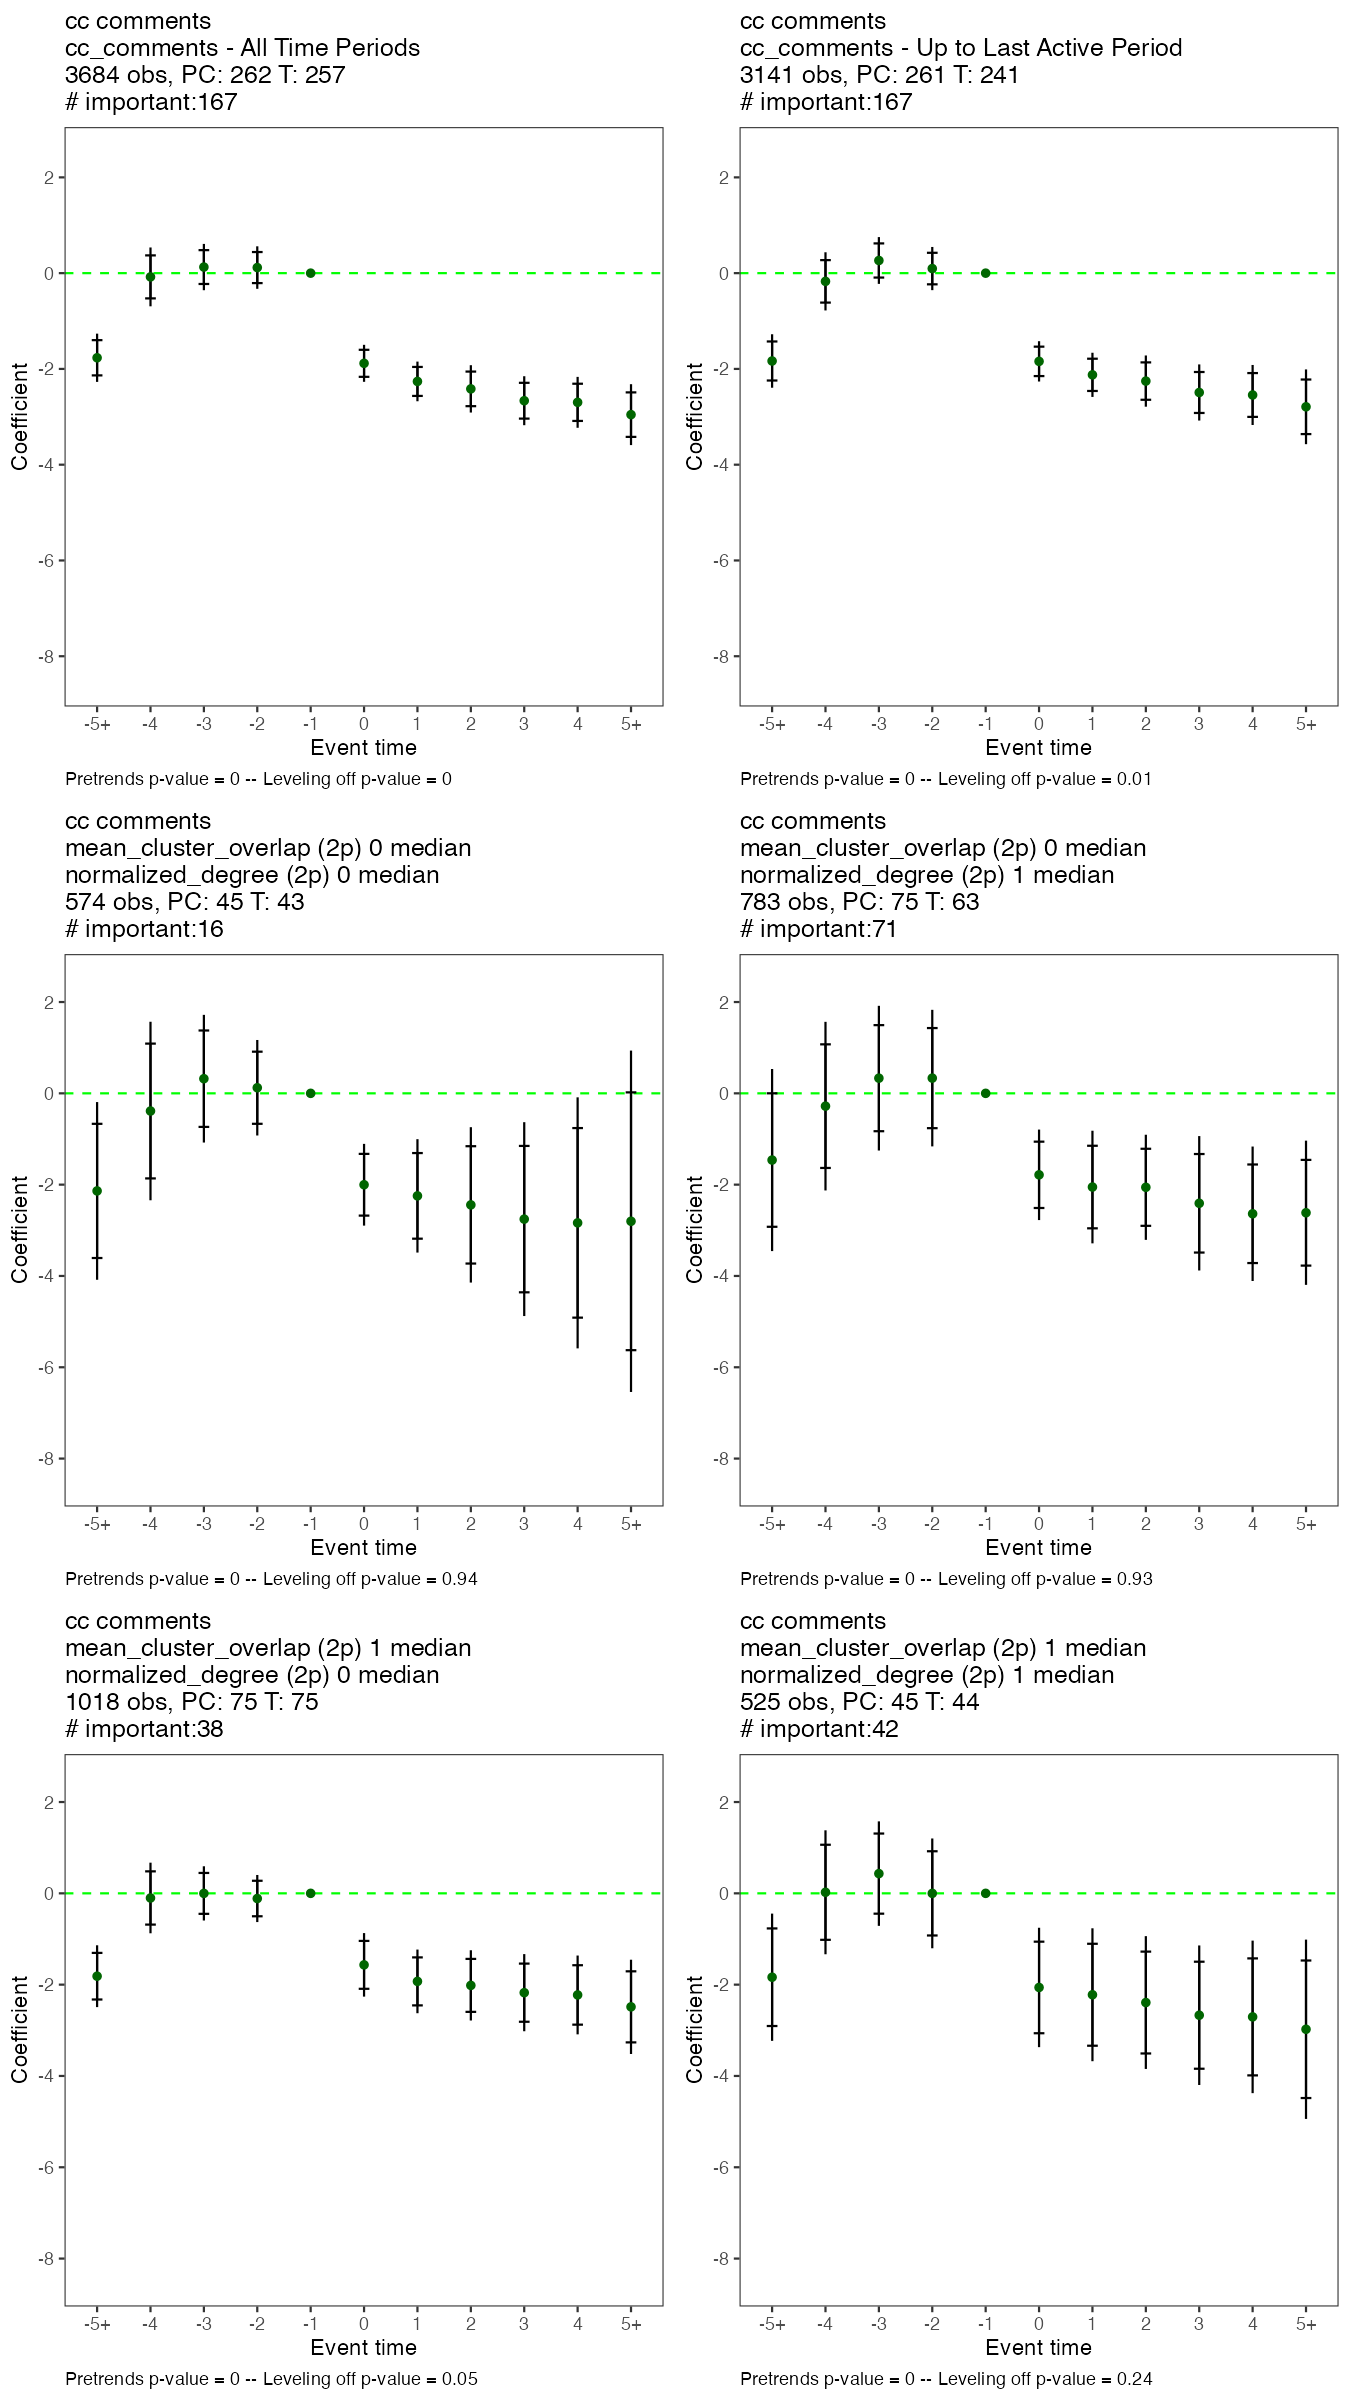 cc comments
cc_comments - All Time Periods
3684 obs, PC: 262 T: 257
# important:167
2
0
-2
-4
-6
-8
Coefficient
-5+ -4 -3 -2 -1 0 1 2 3 4 5+
Event time
Pretrends p-value = 0 -- Leveling off p-value = 0
cc comments
cc_comments - Up to Last Active Period
3141 obs, PC: 261 T: 241
# important:167
2
0
-2
-4
-6
-8
Coefficient
-5+ -4 -3 -2 -1 0 1 2 3 4 5+
Event time
Pretrends p-value = 0 -- Leveling off p-value = 0.01
cc comments
mean_cluster_overlap (2p) 0 median
normalized_degree (2p) 0 median
574 obs, PC: 45 T: 43
# important:16
2
0
-2
-4
-6
-8
Coefficient
-5+ -4 -3 -2 -1 0 1 2 3 4 5+
Event time
Pretrends p-value = 0 -- Leveling off p-value = 0.94
cc comments
mean_cluster_overlap (2p) 0 median
normalized_degree (2p) 1 median
783 obs, PC: 75 T: 63
# important:71
2
0
-2
-4
-6
-8
Coefficient
-5+ -4 -3 -2 -1 0 1 2 3 4 5+
Event time
Pretrends p-value = 0 -- Leveling off p-value = 0.93
cc comments
mean_cluster_overlap (2p) 1 median
normalized_degree (2p) 0 median
1018 obs, PC: 75 T: 75
# important:38
2
0
-2
-4
-6
-8
Coefficient
-5+ -4 -3 -2 -1 0 1 2 3 4 5+
Event time
Pretrends p-value = 0 -- Leveling off p-value = 0.05
cc comments
mean_cluster_overlap (2p) 1 median
normalized_degree (2p) 1 median
525 obs, PC: 45 T: 44
# important:42
2
0
-2
-4
-6
-8
Coefficient
-5+ -4 -3 -2 -1 0 1 2 3 4 5+
Event time
Pretrends p-value = 0 -- Leveling off p-value = 0.24